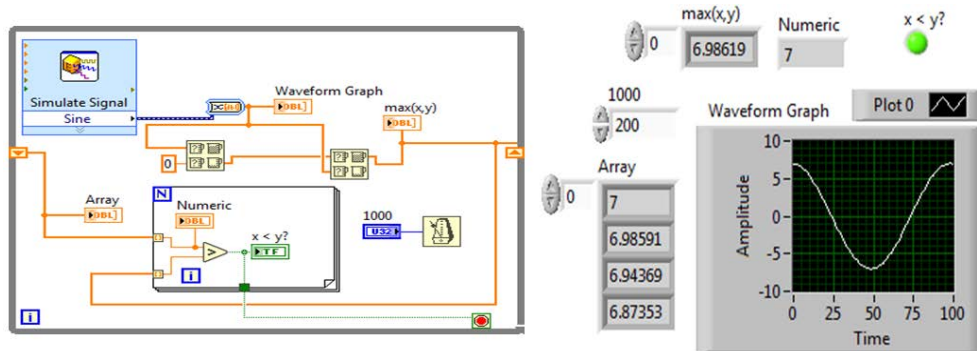 Simulate Signal
Sine
Waveform Graph
DBL
max(x,y)
DBL
0
Array
DBL
N
Numeric
DBL
x < y?
TF
>
i
1000
U32
i
max(x,y)
0
6.98619
Numeric
7
x < y?
1000
200
Waveform Graph
Plot 0
Array
0
7
6.98591
6.94369
6.87353
Amplitude
10
5
0
-5
-10
0 25 50 75 100
Time